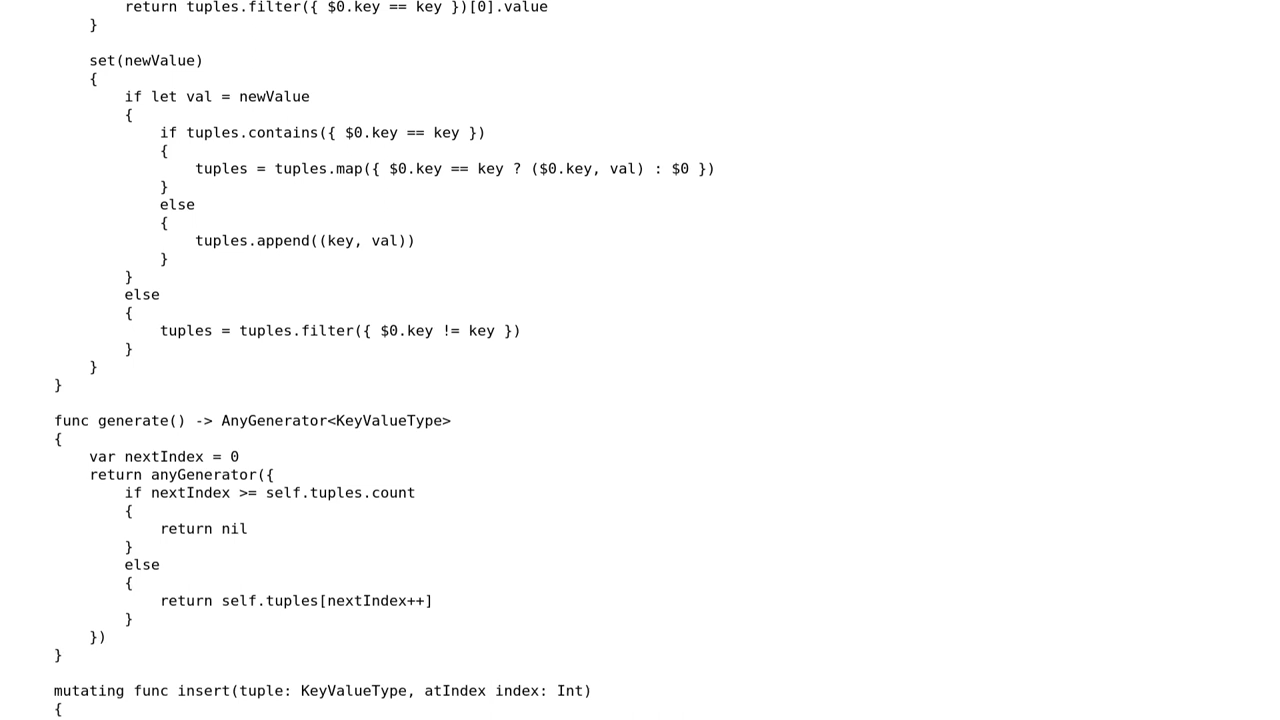 return tuples.filter({ $0.key == key })[0].value
    }

    set(newValue)
    {
        if let val = newValue
        {
            if tuples.contains({ $0.key == key })
            {
                tuples = tuples.map({ $0.key == key ? ($0.key, val) : $0 })
            }
            else
            {
                tuples.append((key, val))
            }
        }
        else
        {
            tuples = tuples.filter({ $0.key != key })
        }
    }
}

func generate() -> AnyGenerator<KeyValueType>
{
    var nextIndex = 0
    return anyGenerator({
        if nextIndex >= self.tuples.count
        {
            return nil
        }
        else
        {
            return self.tuples[nextIndex++]
        }
    })
}

mutating func insert(tuple: KeyValueType, atIndex index: Int)
{